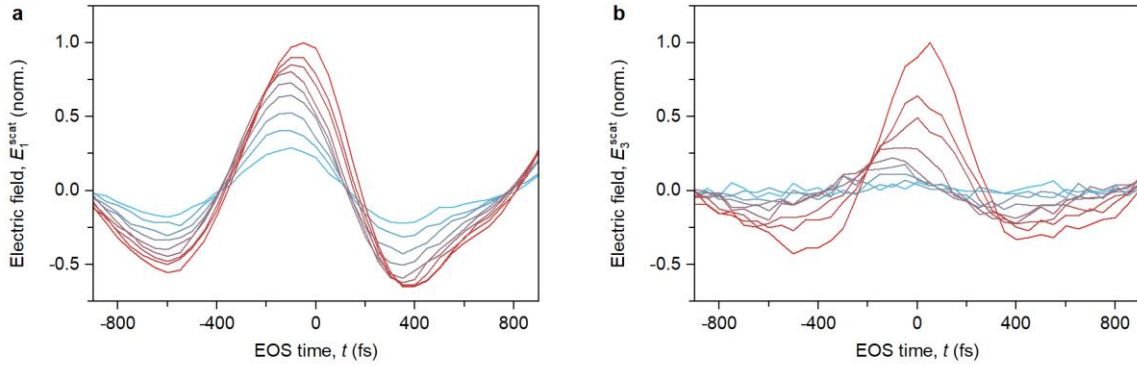 a
1.0
0.5
0.0
-0.5
Electric field, E₁ˢᶜᵃᵗ (norm.)
-800 -400 0 400 800
EOS time, t (fs)
b
1.0
0.5
0.0
-0.5
Electric field, E₃ˢᶜᵃᵗ (norm.)
-800 -400 0 400 800
EOS time, t (fs)